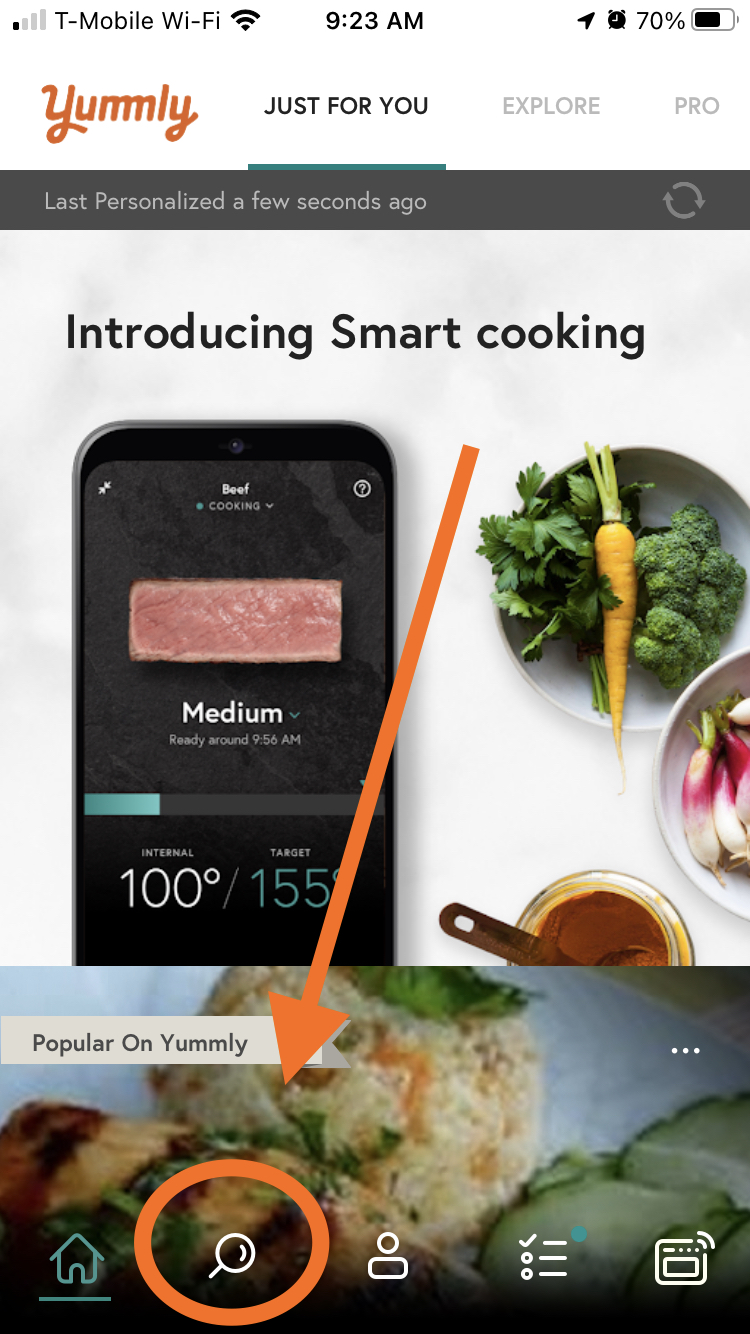 T-Mobile Wi-Fi 9:23 AM 70%
Yummly JUST FOR YOU EXPLORE PRO
Last Personalized a few seconds ago
Introducing Smart cooking
Beef
COOKING
Medium
Ready around 9:56 AM
INTERNAL TARGET
100°/ 155°
Popular On Yummly